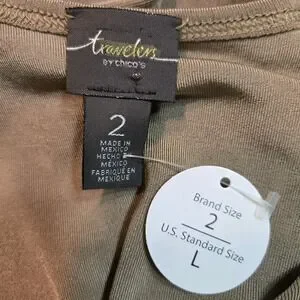 travelers
BY CHICO'S
2
MADE IN
MEXICO
HECHO EN
MÉXICO
FABRIQUÉ EN
MEXIQUE
Brand Size
2
U.S. Standard Size
L